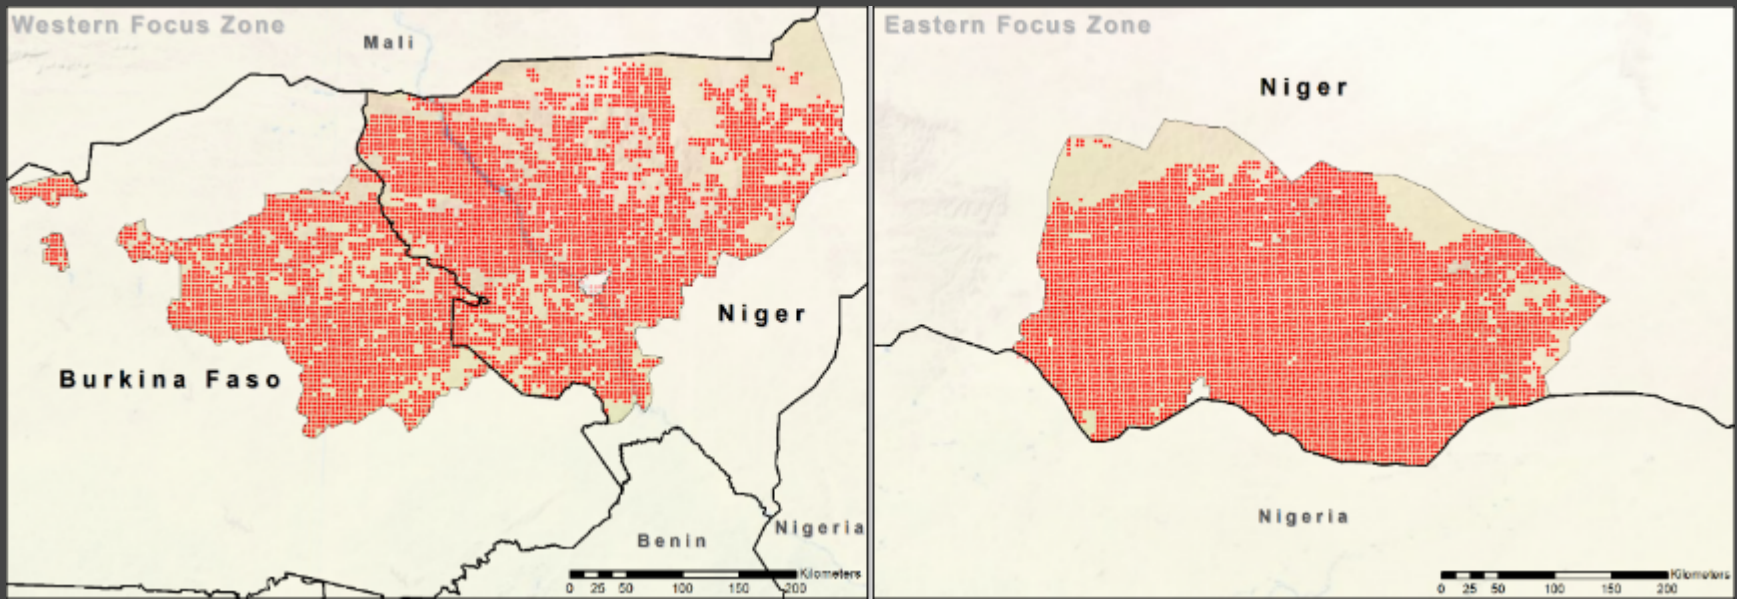 Western Focus Zone
Mali
Niger
Burkina Faso
Benin
Nigeria
Kilometers
0 25 50 100 150 200
Eastern Focus Zone
Niger
Nigeria
Kilometers
0 25 50 100 150 200